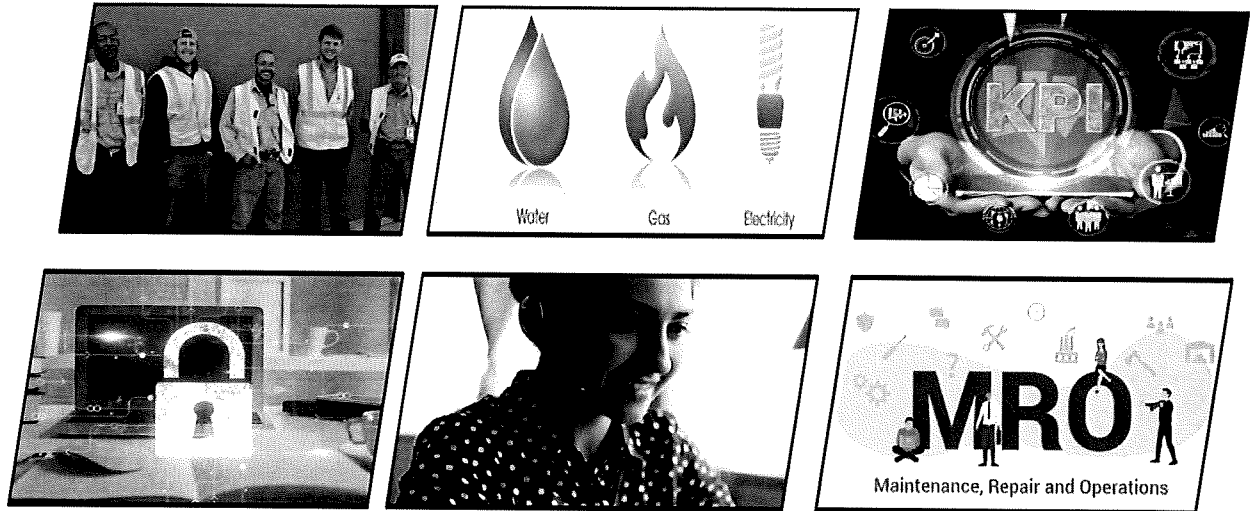 Water
Gas
Electricity
KPI
MRO
Maintenance, Repair and Operations